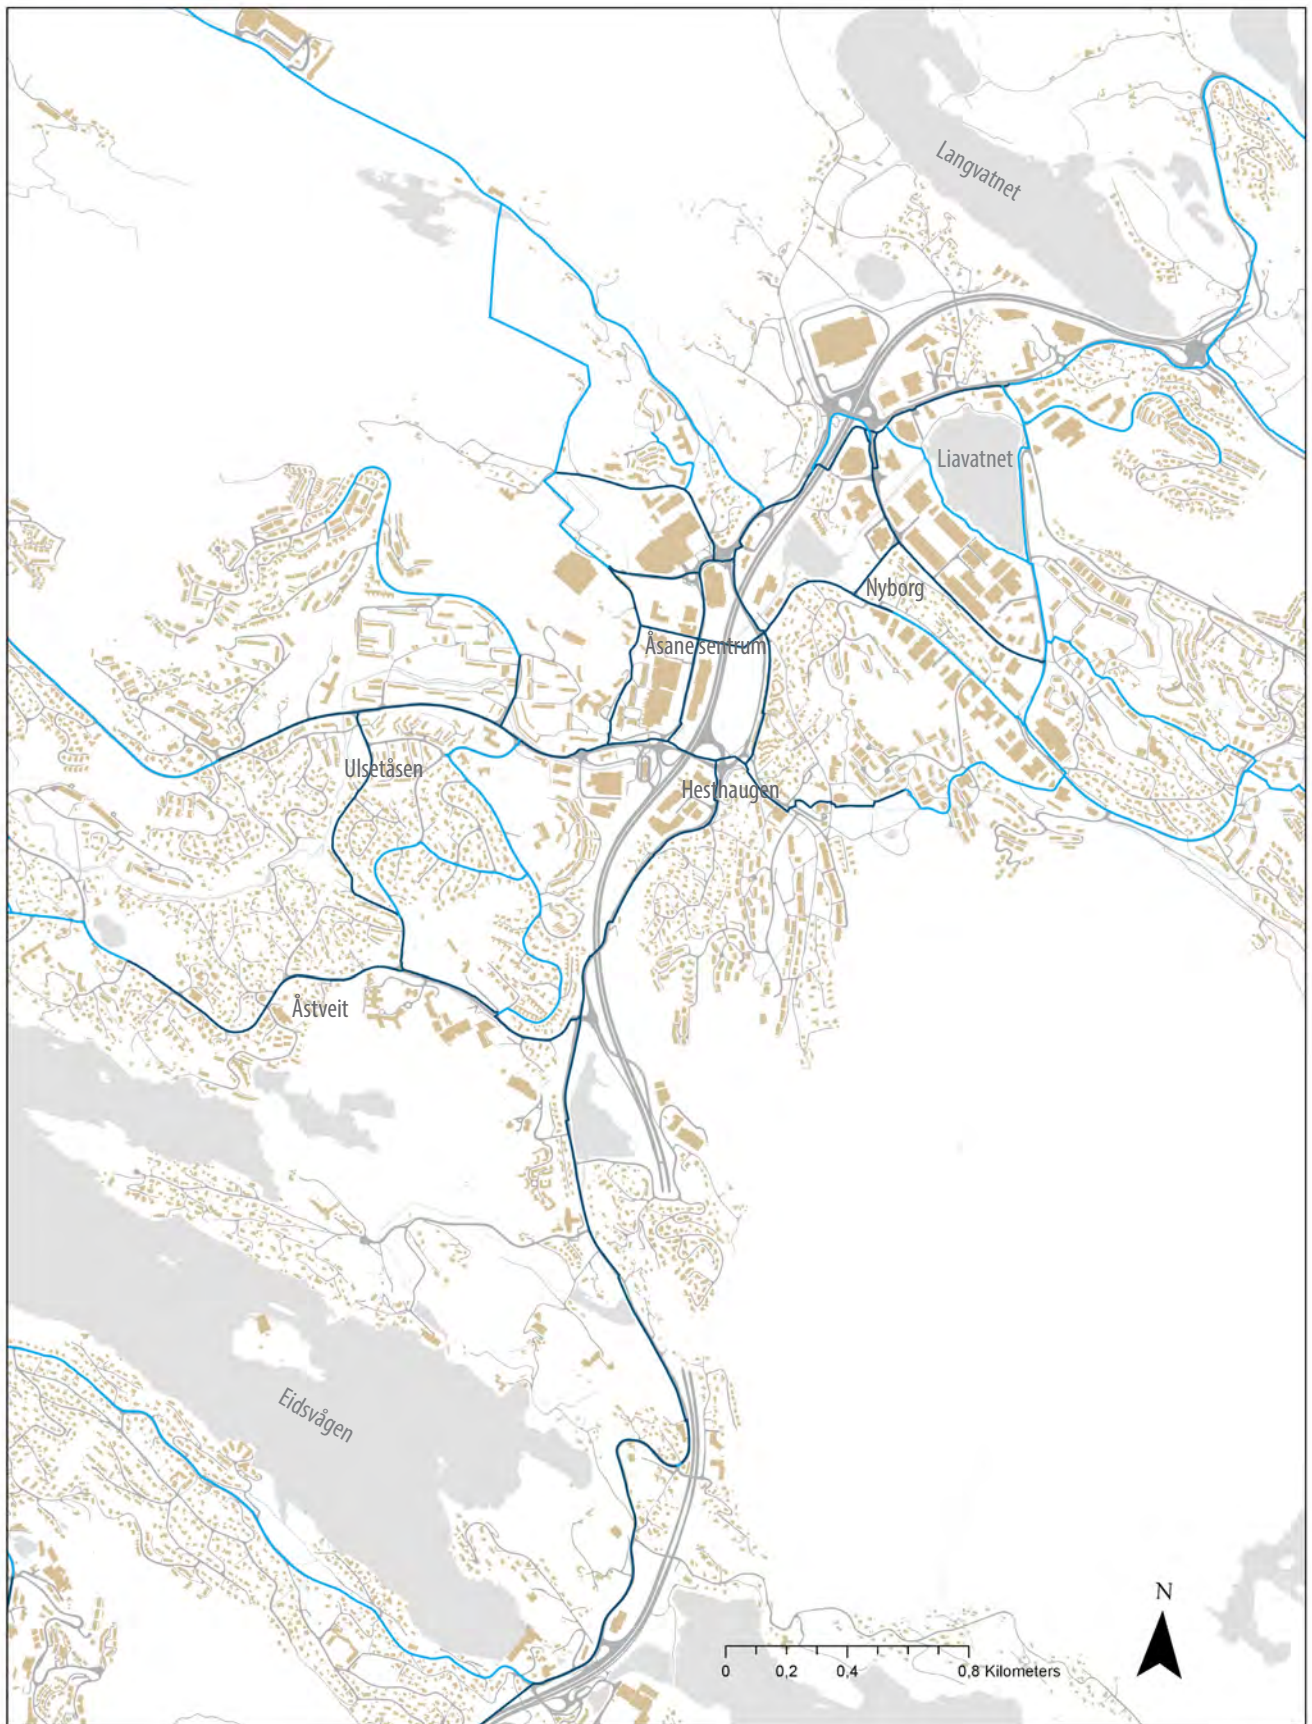 Langvatnet
Liavatnet
Nyborg
Åsane sentrum
Ulsetåsen
Hesthaugen
Åstveit
Eidsvågen
N
0 0,2 0,4 0,8 Kilometers